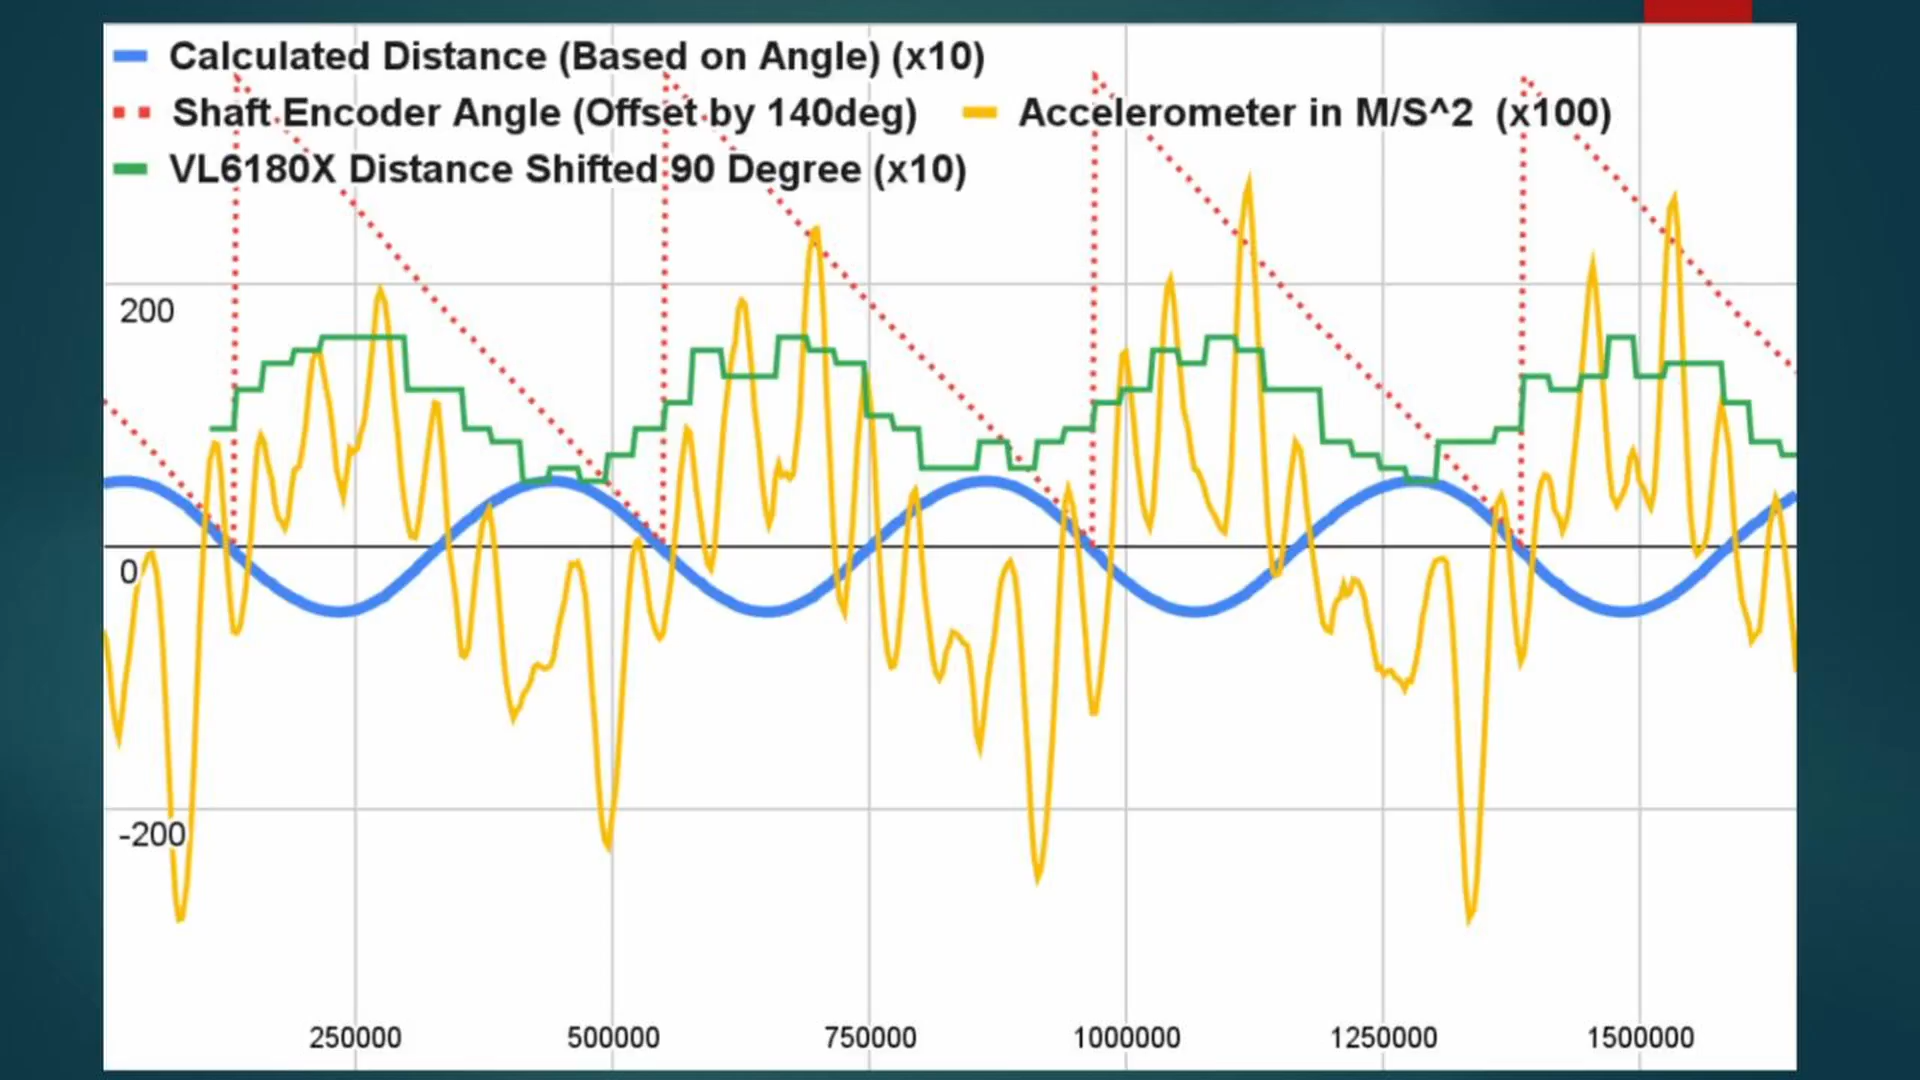 Calculated Distance (Based on Angle) (x10)
Shaft Encoder Angle (Offset by 140deg) Accelerometer in M/S^2 (x100)
VL6180X Distance Shifted 90 Degree (x10)
200
0
-200
250000 500000 750000 1000000 1250000 1500000